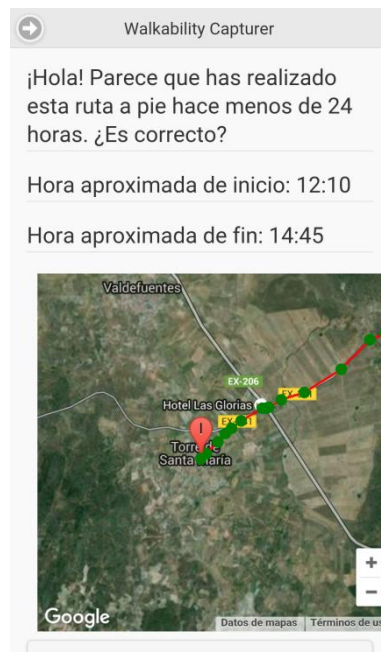 Walkability Capturer
¡Hola! Parece que has realizado
esta ruta a pie hace menos de 24
horas. ¿Es correcto?
Hora aproximada de inicio: 12:10
Hora aproximada de fin: 14:45
Valdefuentes
EX-206
Hotel Las Glorias
I
Santa María
+
−
Google
Datos de mapas
Términos de